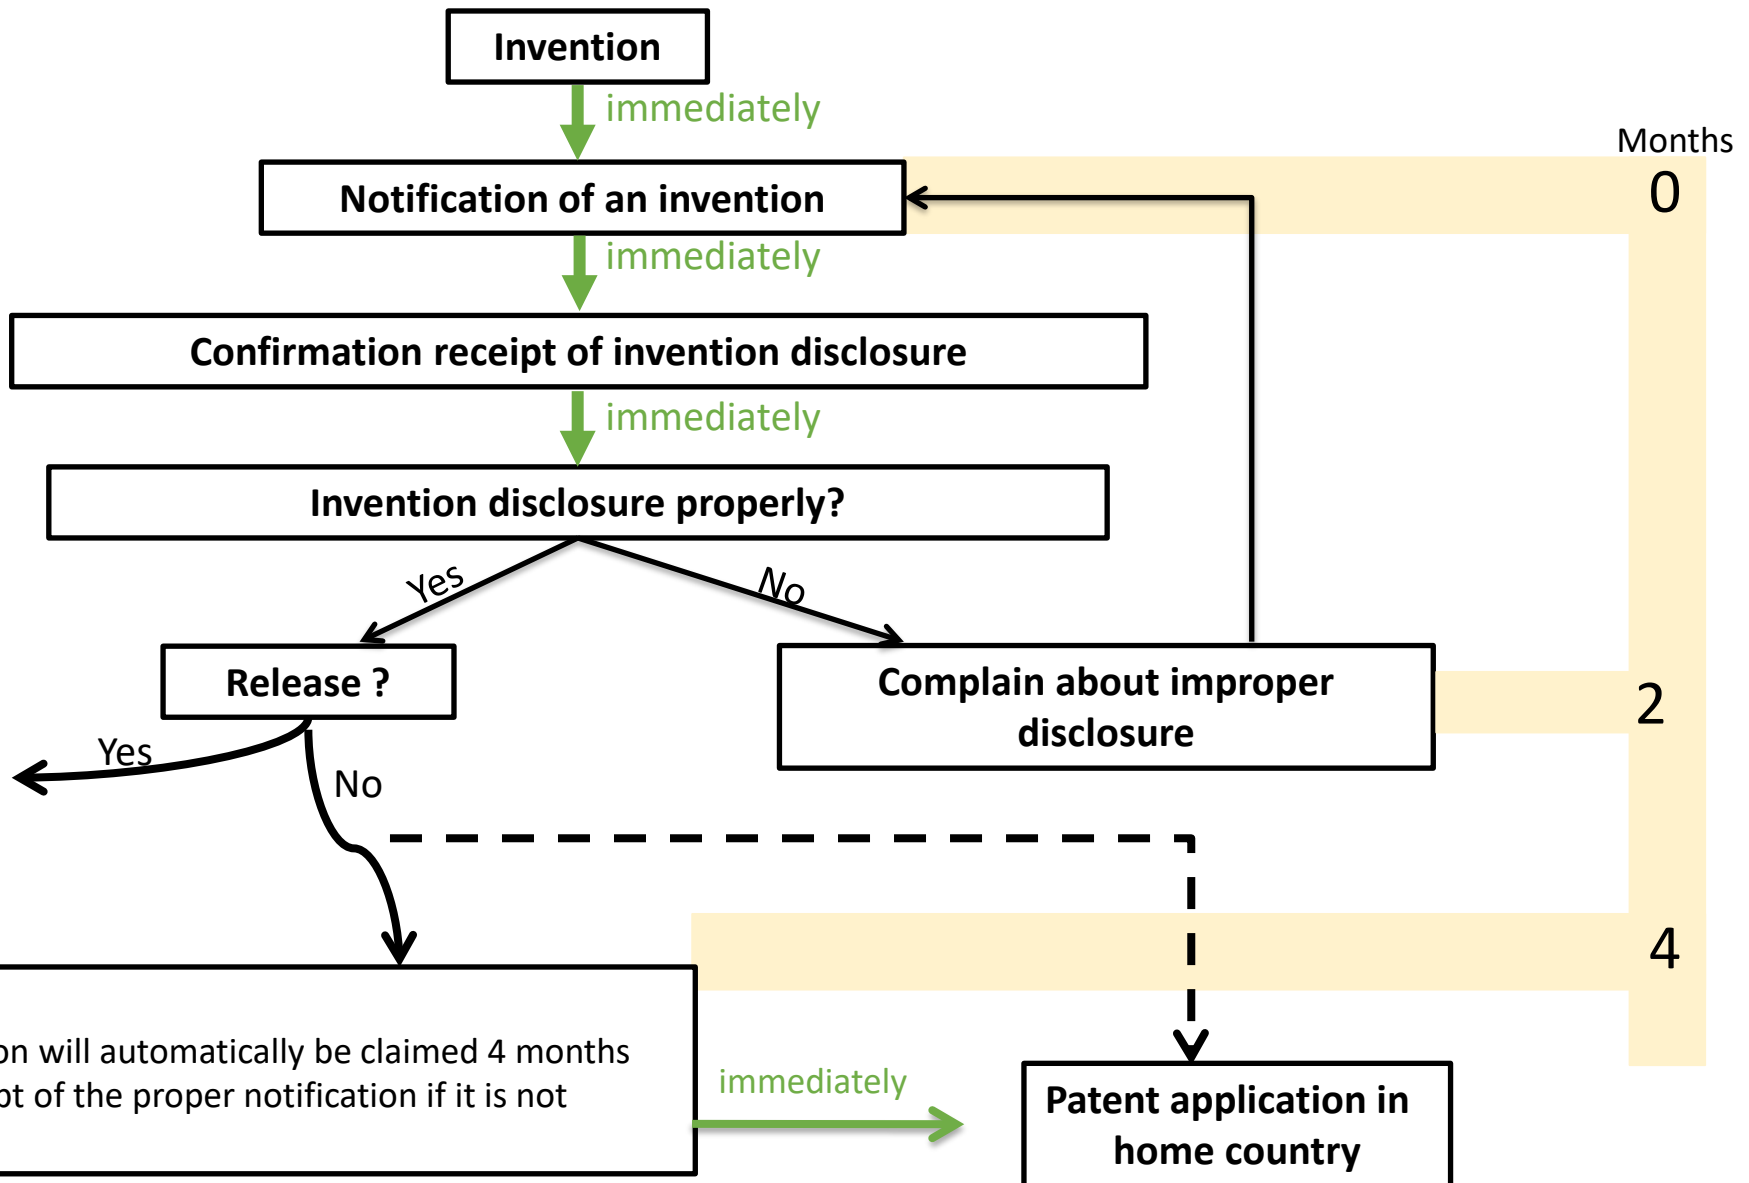 Invention
immediately
Months
Notification of an invention
0
immediately
Confirmation receipt of invention disclosure
immediately
Invention disclosure properly?
Yes
No
Release ?
Complain about improper
disclosure
2
Yes
No
4
on will automatically be claimed 4 months
pt of the proper notification if it is not
immediately
Patent application in
home country